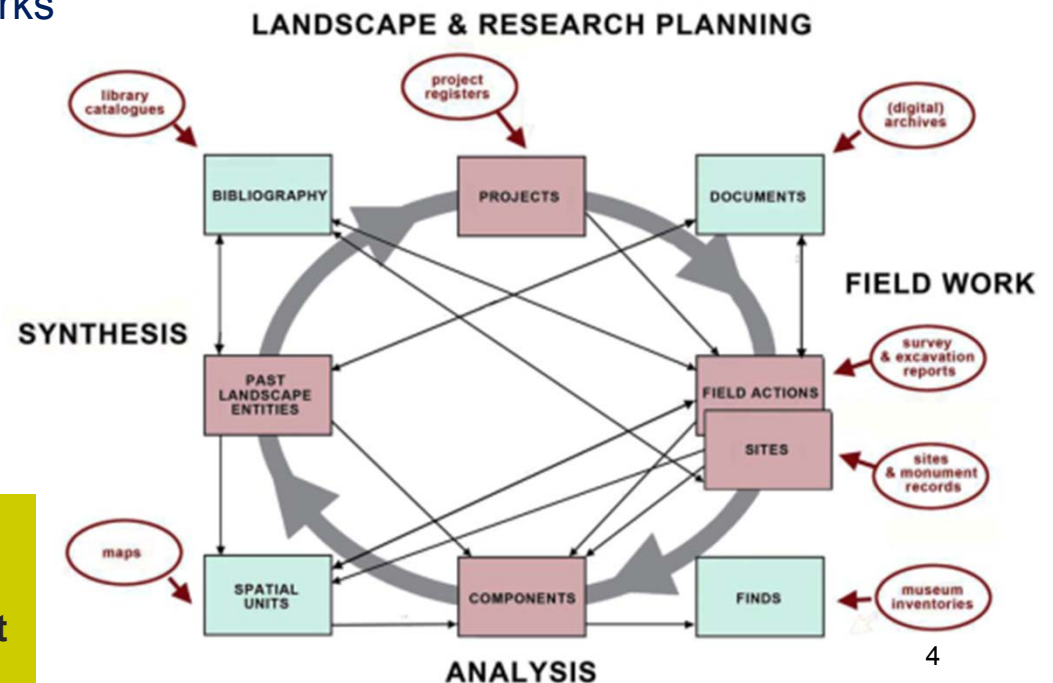 LANDSCAPE & RESEARCH PLANNING
library
catalogues
project
registers
(digital)
archives
BIBLIOGRAPHY
PROJECTS
DOCUMENTS
FIELD WORK
SYNTHESIS
survey
& excavation
reports
PAST
LANDSCAPE
ENTITIES
FIELD ACTIONS
SITES
sites
& monument
records
maps
SPATIAL
UNITS
COMPONENTS
FINDS
museum
inventories
4
ANALYSIS